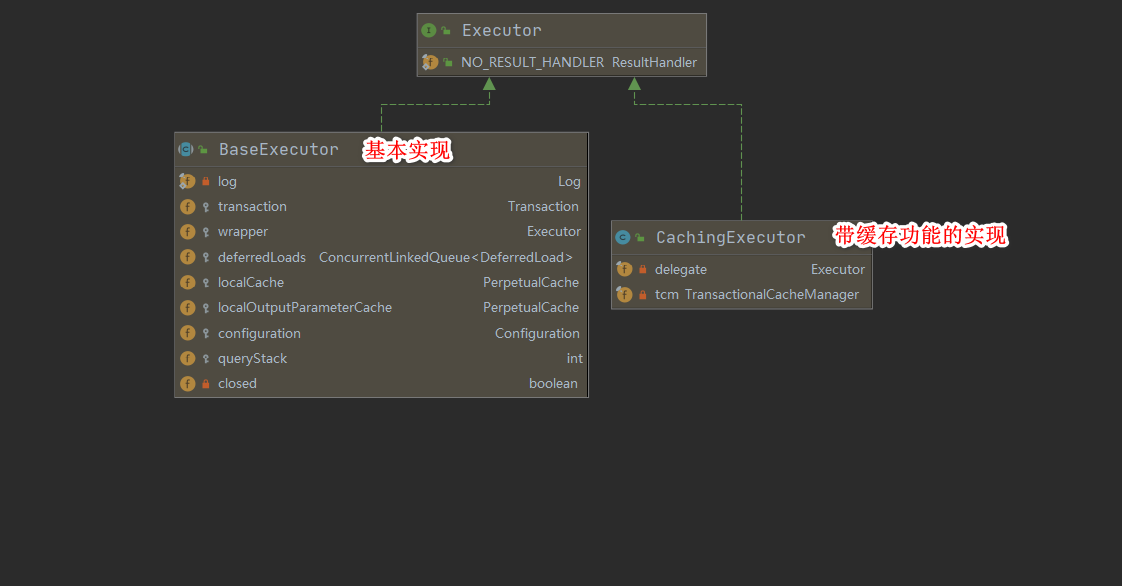 Executor
NO_RESULT_HANDLER ResultHandler
BaseExecutor 基本实现
log Log
transaction Transaction
wrapper Executor
deferredLoads ConcurrentLinkedQueue<DeferredLoad>
localCache PerpetualCache
localOutputParameterCache PerpetualCache
configuration Configuration
queryStack int
closed boolean
CachingExecutor 带缓存功能的实现
delegate Executor
tcm TransactionalCacheManager